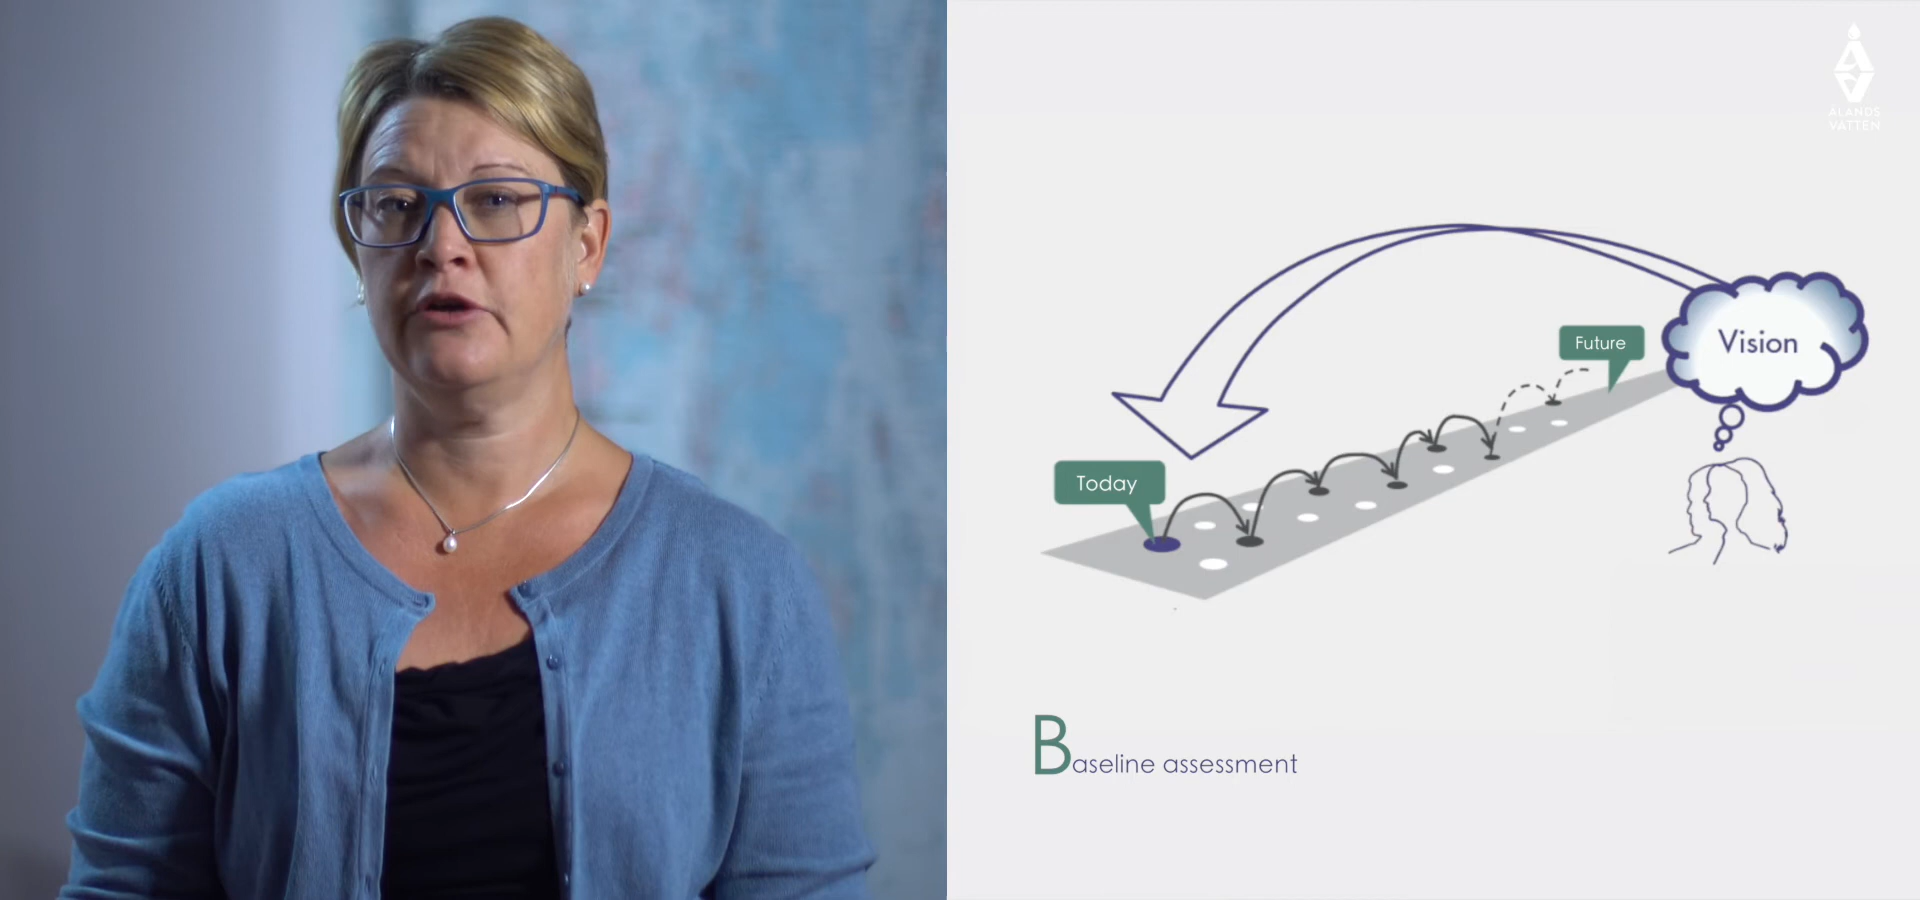 ÅLANDS
VATTEN
Vision
Future
Today
Baseline assessment